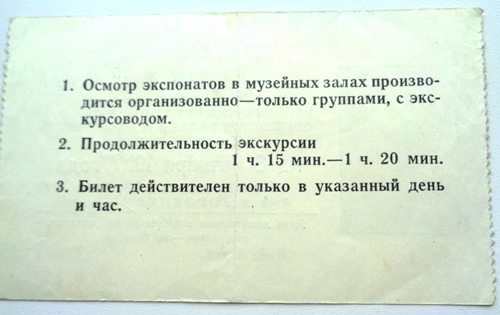 1. Осмотр экспонатов в музейных залах произво-
дится организованно—только группами, с экс-
курсоводом.
2. Продолжительность экскурсии
1 ч. 15 мин.—1 ч. 20 мин.
3. Билет действителен только в указанный день
и час.